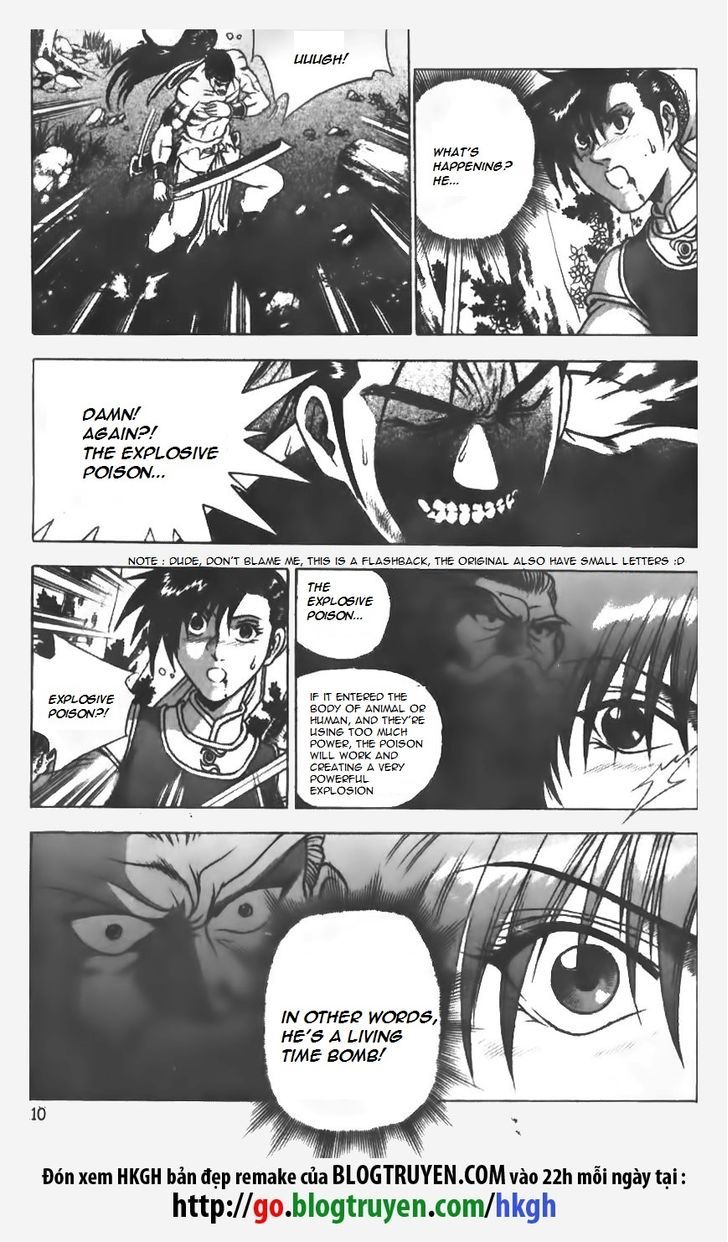 UUUGH!
WHAT'S
HAPPENING?
HE...
DAMN!
AGAIN?!
THE EXPLOSIVE
POISON...
NOTE : DUDE, DON'T BLAME ME, THIS IS A FLASHBACK, THE ORIGINAL ALSO HAVE SMALL LETTERS :D
EXPLOSIVE
POISON?!
THE
EXPLOSIVE
POISON...
IF IT ENTERED THE
BODY OF ANIMAL OR
HUMAN, AND THEY'RE
USING TOO MUCH
POWER, THE POISON
WILL WORK AND
CREATING A VERY
POWERFUL
EXPLOSION
IN OTHER WORDS,
HE'S A LIVING
TIME BOMB!
10
Đón xem HKGH bản đẹp remake của BLOGTRUYEN.COM vào 22h mỗi ngày tại :
http://go.blogtruyen.com/hkgh